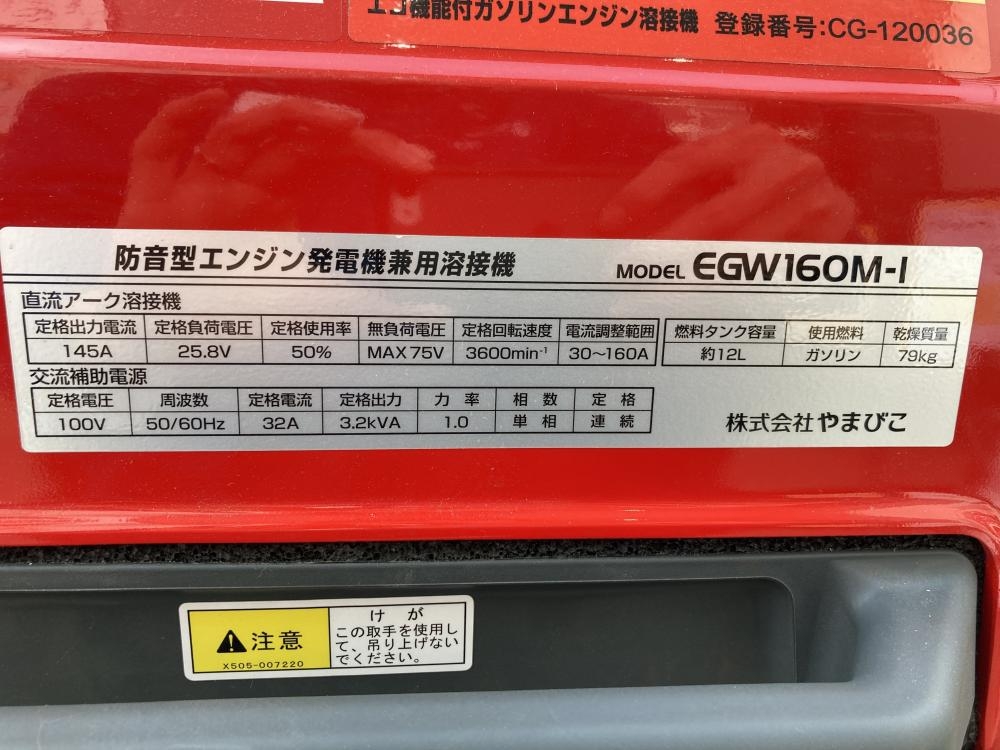 エコ機能付ガソリンエンジン溶接機 登録番号:CG-120036
防音型エンジン発電機兼用溶接機 MODEL EGW160M-I
直流アーク溶接機
定格出力電流 定格負荷電圧 定格使用率 無負荷電圧 定格回転速度 電流調整範囲 燃料タンク容量 使用燃料 乾燥質量
145A 25.8V 50% MAX75V 3600min⁻¹ 30〜160A 約12L ガソリン 79kg
交流補助電源
定格電圧 周波数 定格電流 定格出力 力率 相数 定格
100V 50/60Hz 32A 3.2kVA 1.0 単相 連続
株式会社やまびこ
注意
X505-007220
けが
この取手を使用し
て、吊り上げない
でください。